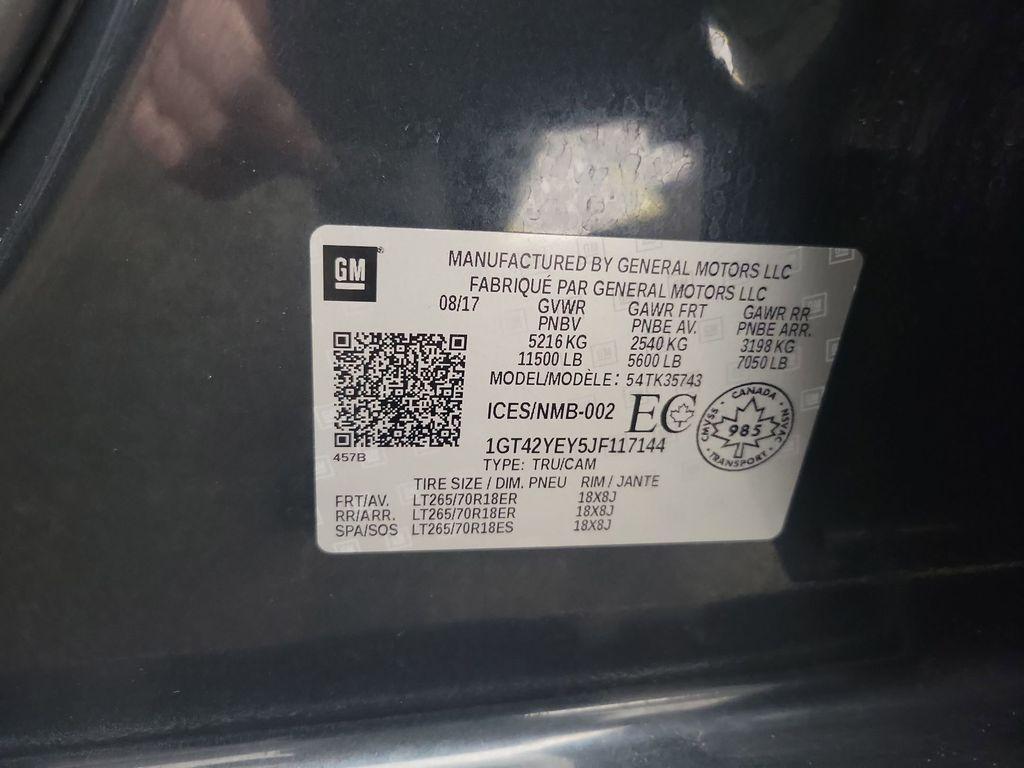 GM
MANUFACTURED BY GENERAL MOTORS LLC
FABRIQUÉ PAR GENERAL MOTORS LLC
08/17 GVWR GAWR FRT GAWR RR
PNBV PNBE AV. PNBE ARR.
5216 KG 2540 KG 3198 KG
11500 LB 5600 LB 7050 LB
MODEL/MODÈLE: 54TK35743
ICES/NMB-002 EC
CANADA
CMVSS 985 NSVAC
TRANSPORT
457B
1GT42YEY5JF117144
TYPE: TRU/CAM
TIRE SIZE / DIM. PNEU RIM / JANTE
FRT/AV. LT265/70R18ER 18X8J
RR/ARR. LT265/70R18ER 18X8J
SPA/SOS LT265/70R18ES 18X8J